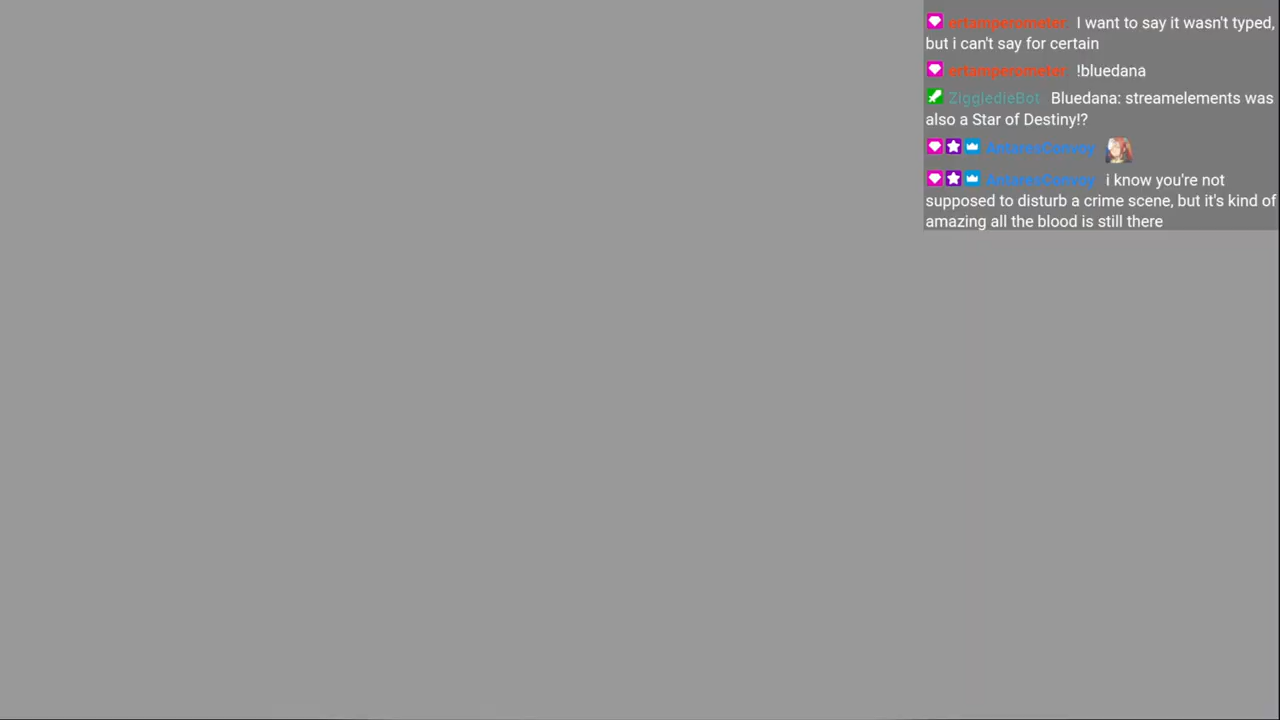 ertamperometer: I want to say it wasn't typed,
but i can't say for certain
ertamperometer: !bluedana
ZiggledieBot: Bluedana: streamelements was
also a Star of Destiny!?
AntaresConvoy:
AntaresConvoy: i know you're not
supposed to disturb a crime scene, but it's kind of
amazing all the blood is still there